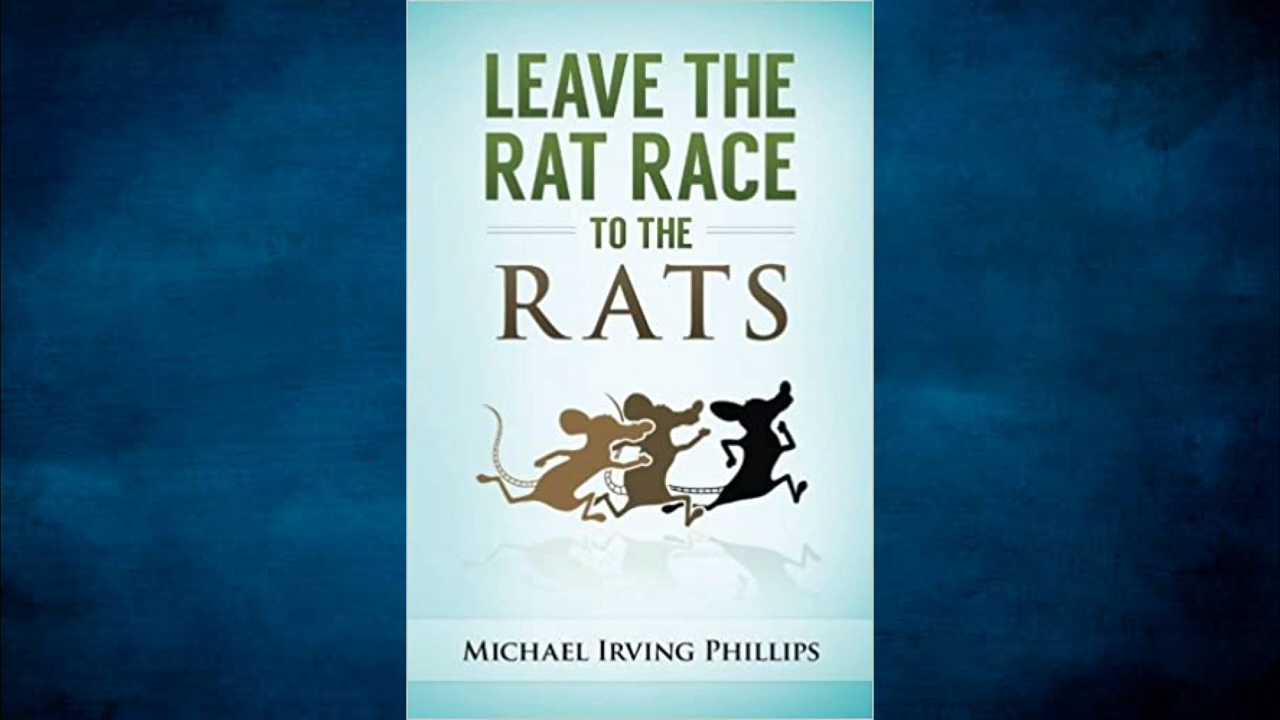 LEAVE THE
RAT RACE
TO THE
RATS
MICHAEL IRVING PHILLIPS